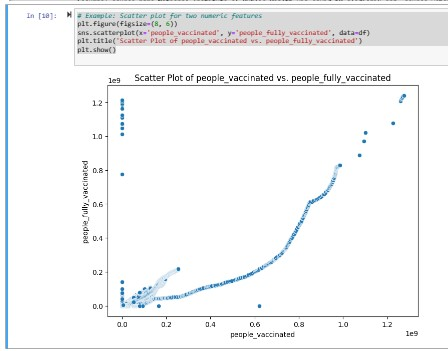 In [10]:
# Example: Scatter plot for two numeric features
plt.figure(figsize=(8, 6))
sns.scatterplot(x='people_vaccinated', y='people_fully_vaccinated', data=df)
plt.title('Scatter Plot of people_vaccinated vs. people_fully_vaccinated')
plt.show()
1e9
Scatter Plot of people_vaccinated vs. people_fully_vaccinated
1.2
1.0
0.8
0.6
0.4
0.2
0.0
people_fully_vaccinated
0.0 0.2 0.4 0.6 0.8 1.0 1.2
1e9
people_vaccinated